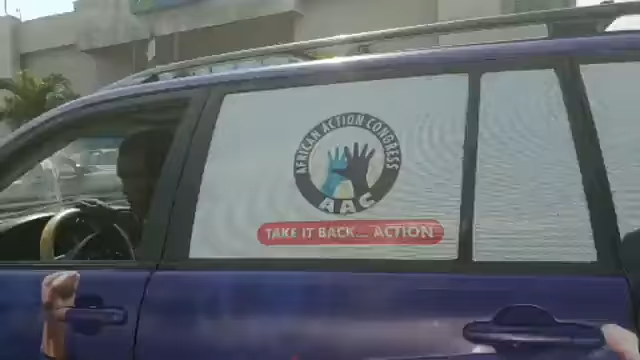 AFRICAN ACTION CONGRESS
AAC
TAKE IT BACK... ACTION